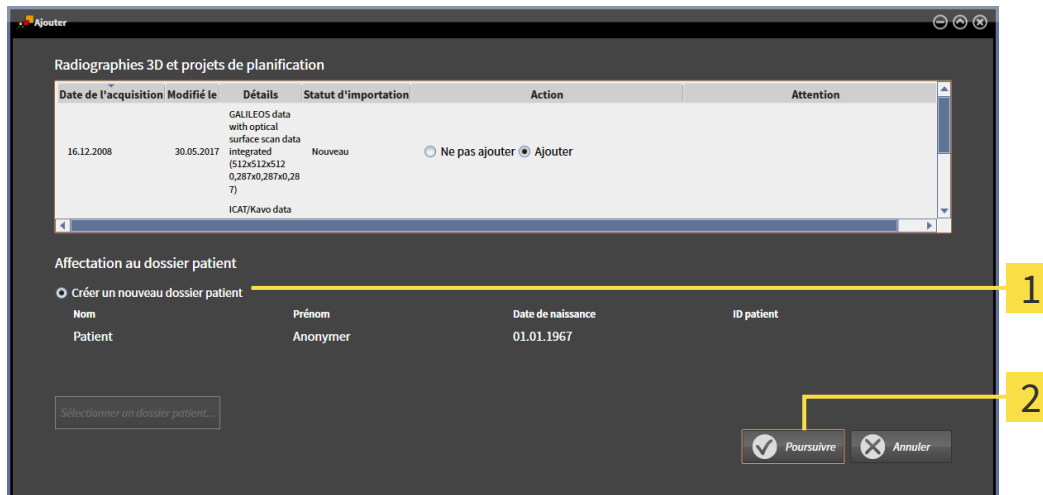 Ajouter
Radiographies 3D et projets de planification
Date de l'acquisition Modifié le Détails Statut d'importation Action Attention
GALILEOS data
with optical
surface scan data
16.12.2008 30.05.2017 integrated Nouveau Ne pas ajouter Ajouter
(512x512x512
0,287x0,287x0,28
7)
ICAT/Kavo data
Affectation au dossier patient
Créer un nouveau dossier patient
1
Nom Prénom Date de naissance ID patient
Patient Anonymer 01.01.1967
2
Sélectionner un dossier patient...
Poursuivre Annuler